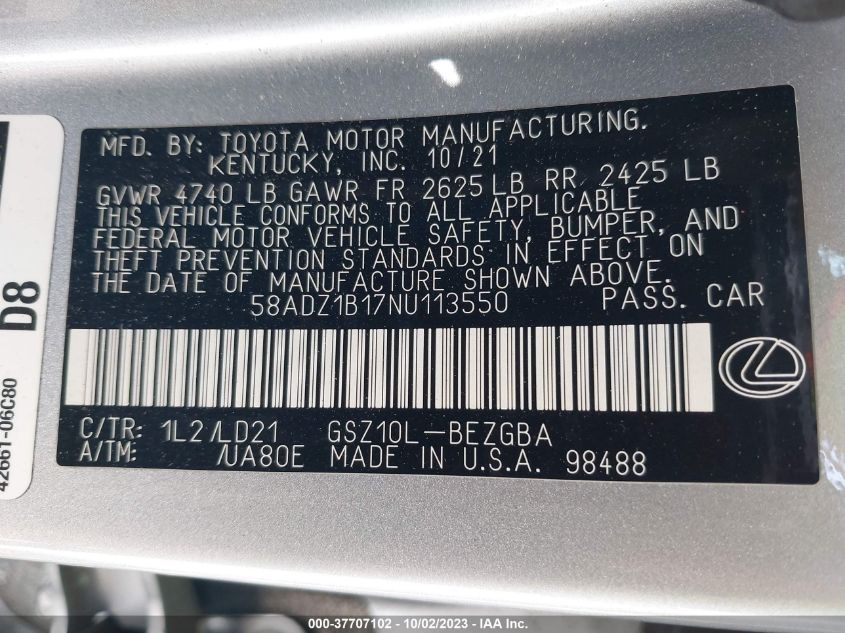 MFD. BY: TOYOTA MOTOR MANUFACTURING.
KENTUCKY, INC. 10/21
GVWR 4740 LB GAWR FR 2625 LB RR 2425 LB
THIS VEHICLE CONFORMS TO ALL APPLICABLE
FEDERAL MOTOR VEHICLE SAFETY, BUMPER, AND
THEFT PREVENTION STANDARDS IN EFFECT ON
THE DATE OF MANUFACTURE SHOWN ABOVE.
58ADZ1B17NU113550 PASS. CAR
C/TR: 1L2/LD21 GSZ10L-BEZGBA
A/TM: /UA80E MADE IN U.S.A. 98488
D8
42661-06C80
000-37707102 - 10/02/2023 - IAA Inc.